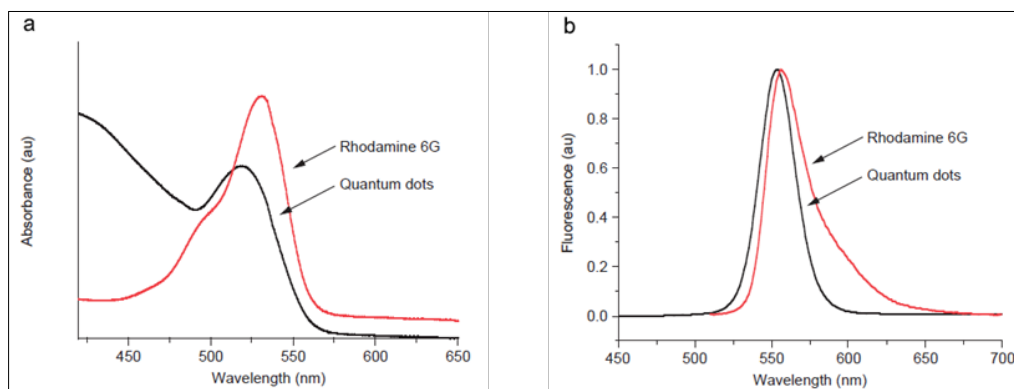 a
Absorbance (au)
Rhodamine 6G
Quantum dots
450 500 550 600 650
Wavelength (nm)
b
Fluorescence (au)
1.0
0.8
0.6
0.4
0.2
0.0
Rhodamine 6G
Quantum dots
450 500 550 600 650 700
Wavelength (nm)